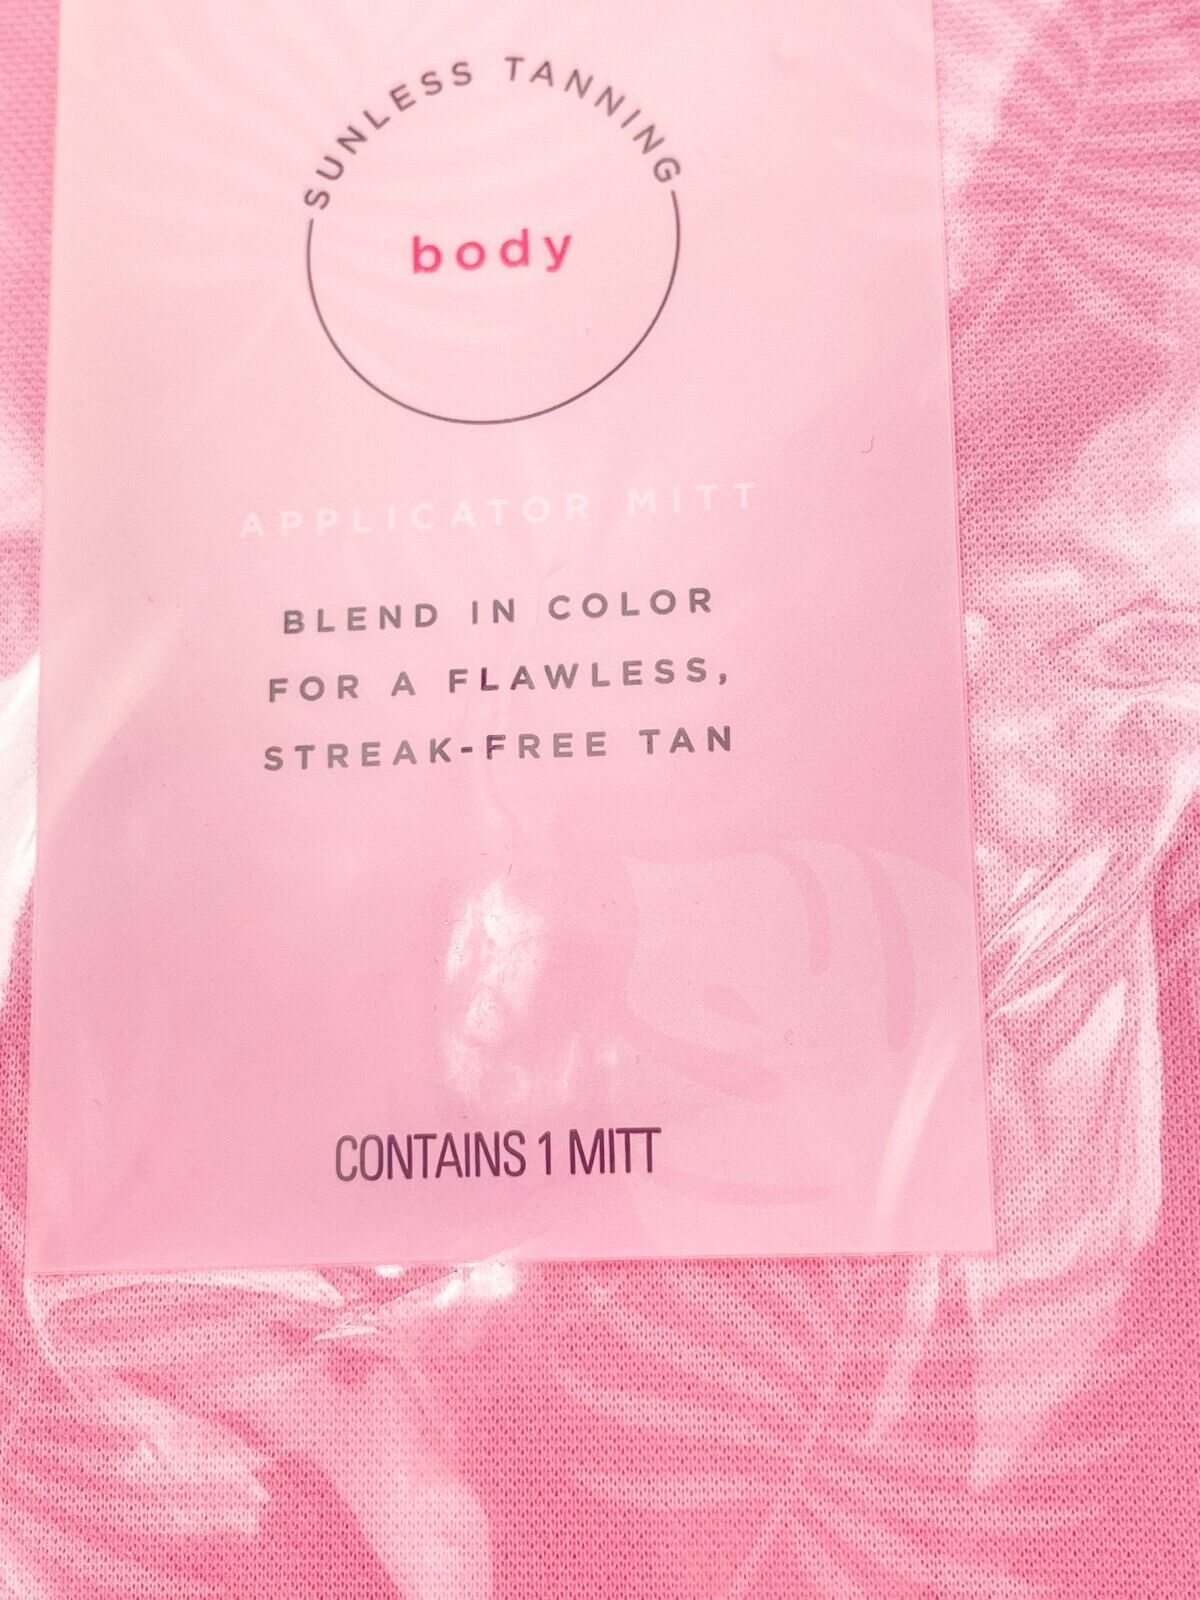 SUNLESS TANNING
body
APPLICATOR MITT
BLEND IN COLOR
FOR A FLAWLESS,
STREAK-FREE TAN
CONTAINS 1 MITT